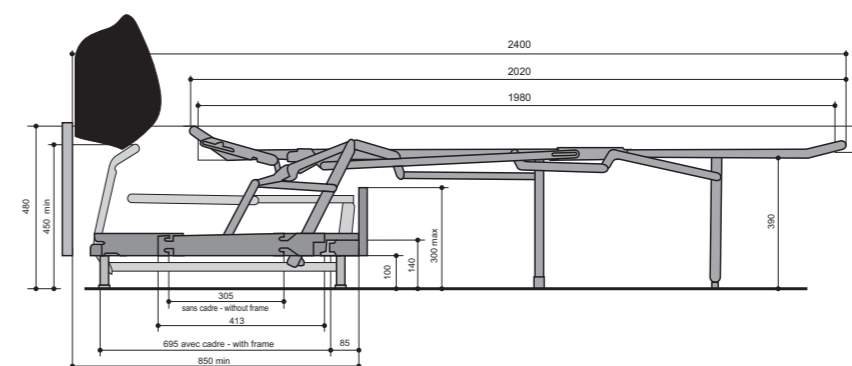 2400
2020
1980
480
450 min
300 max
140
100
390
305
sans cadre - without frame
413
695 avec cadre - with frame
85
850 min